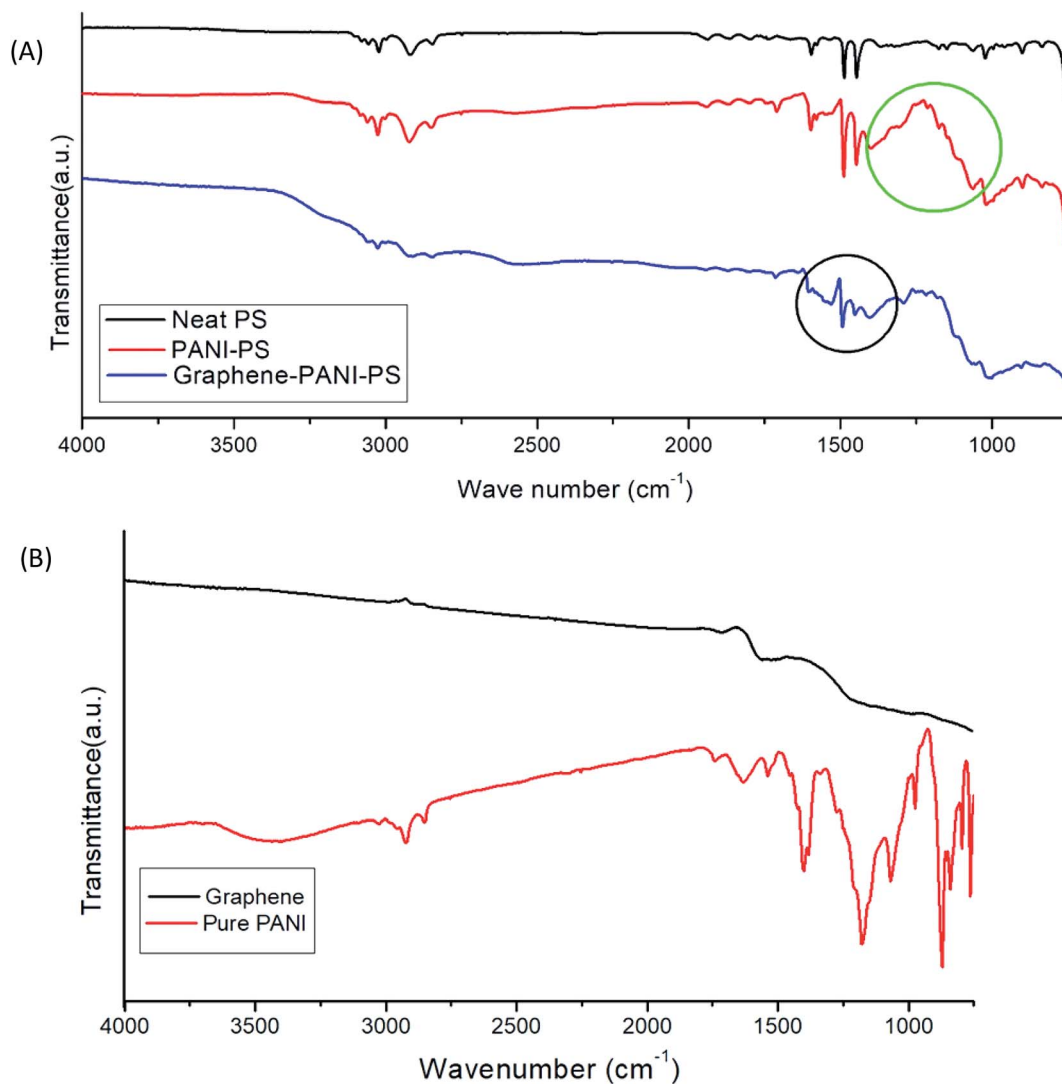 (A)
Transmittance(a.u.)
Neat PS
PANI-PS
Graphene-PANI-PS
4000 3500 3000 2500 2000 1500 1000
Wave number (cm⁻¹)
(B)
Transmittance(a.u.)
Graphene
Pure PANI
4000 3500 3000 2500 2000 1500 1000
Wavenumber (cm⁻¹)